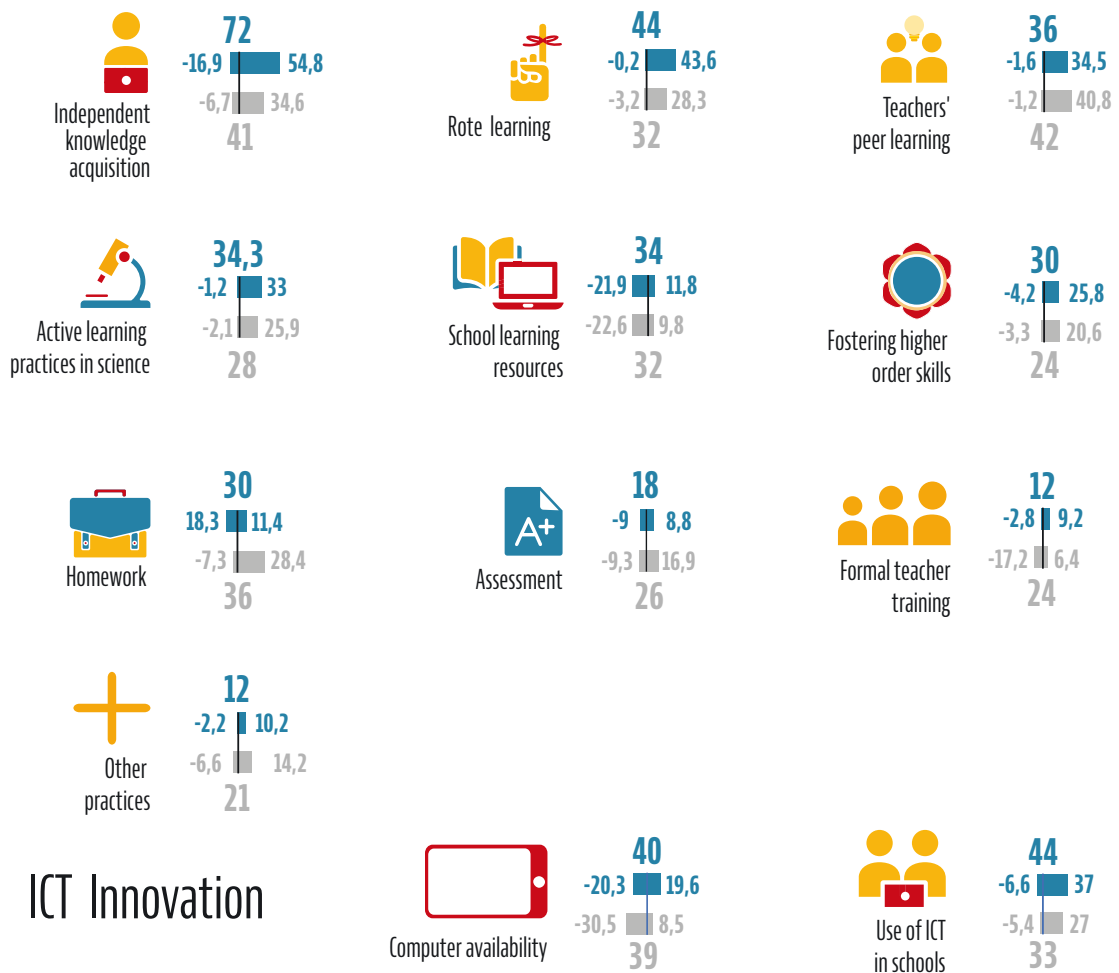 72
-16,9 54,8
-6,7 34,6
41
Independent
knowledge
acquisition
44
-0,2 43,6
-3,2 28,3
32
Rote learning
36
-1,6 34,5
-1,2 40,8
42
Teachers'
peer learning
34,3
-1,2 33
-2,1 25,9
28
Active learning
practices in science
34
-21,9 11,8
-22,6 9,8
32
School learning
resources
30
-4,2 25,8
-3,3 20,6
24
Fostering higher
order skills
30
18,3 11,4
-7,3 28,4
36
Homework
A+
18
-9 8,8
-9,3 16,9
26
Assessment
12
-2,8 9,2
-17,2 6,4
24
Formal teacher
training
12
-2,2 10,2
-6,6 14,2
21
Other
practices
ICT Innovation
40
-20,3 19,6
-30,5 8,5
39
Computer availability
44
-6,6 37
-5,4 27
33
Use of ICT
in schools